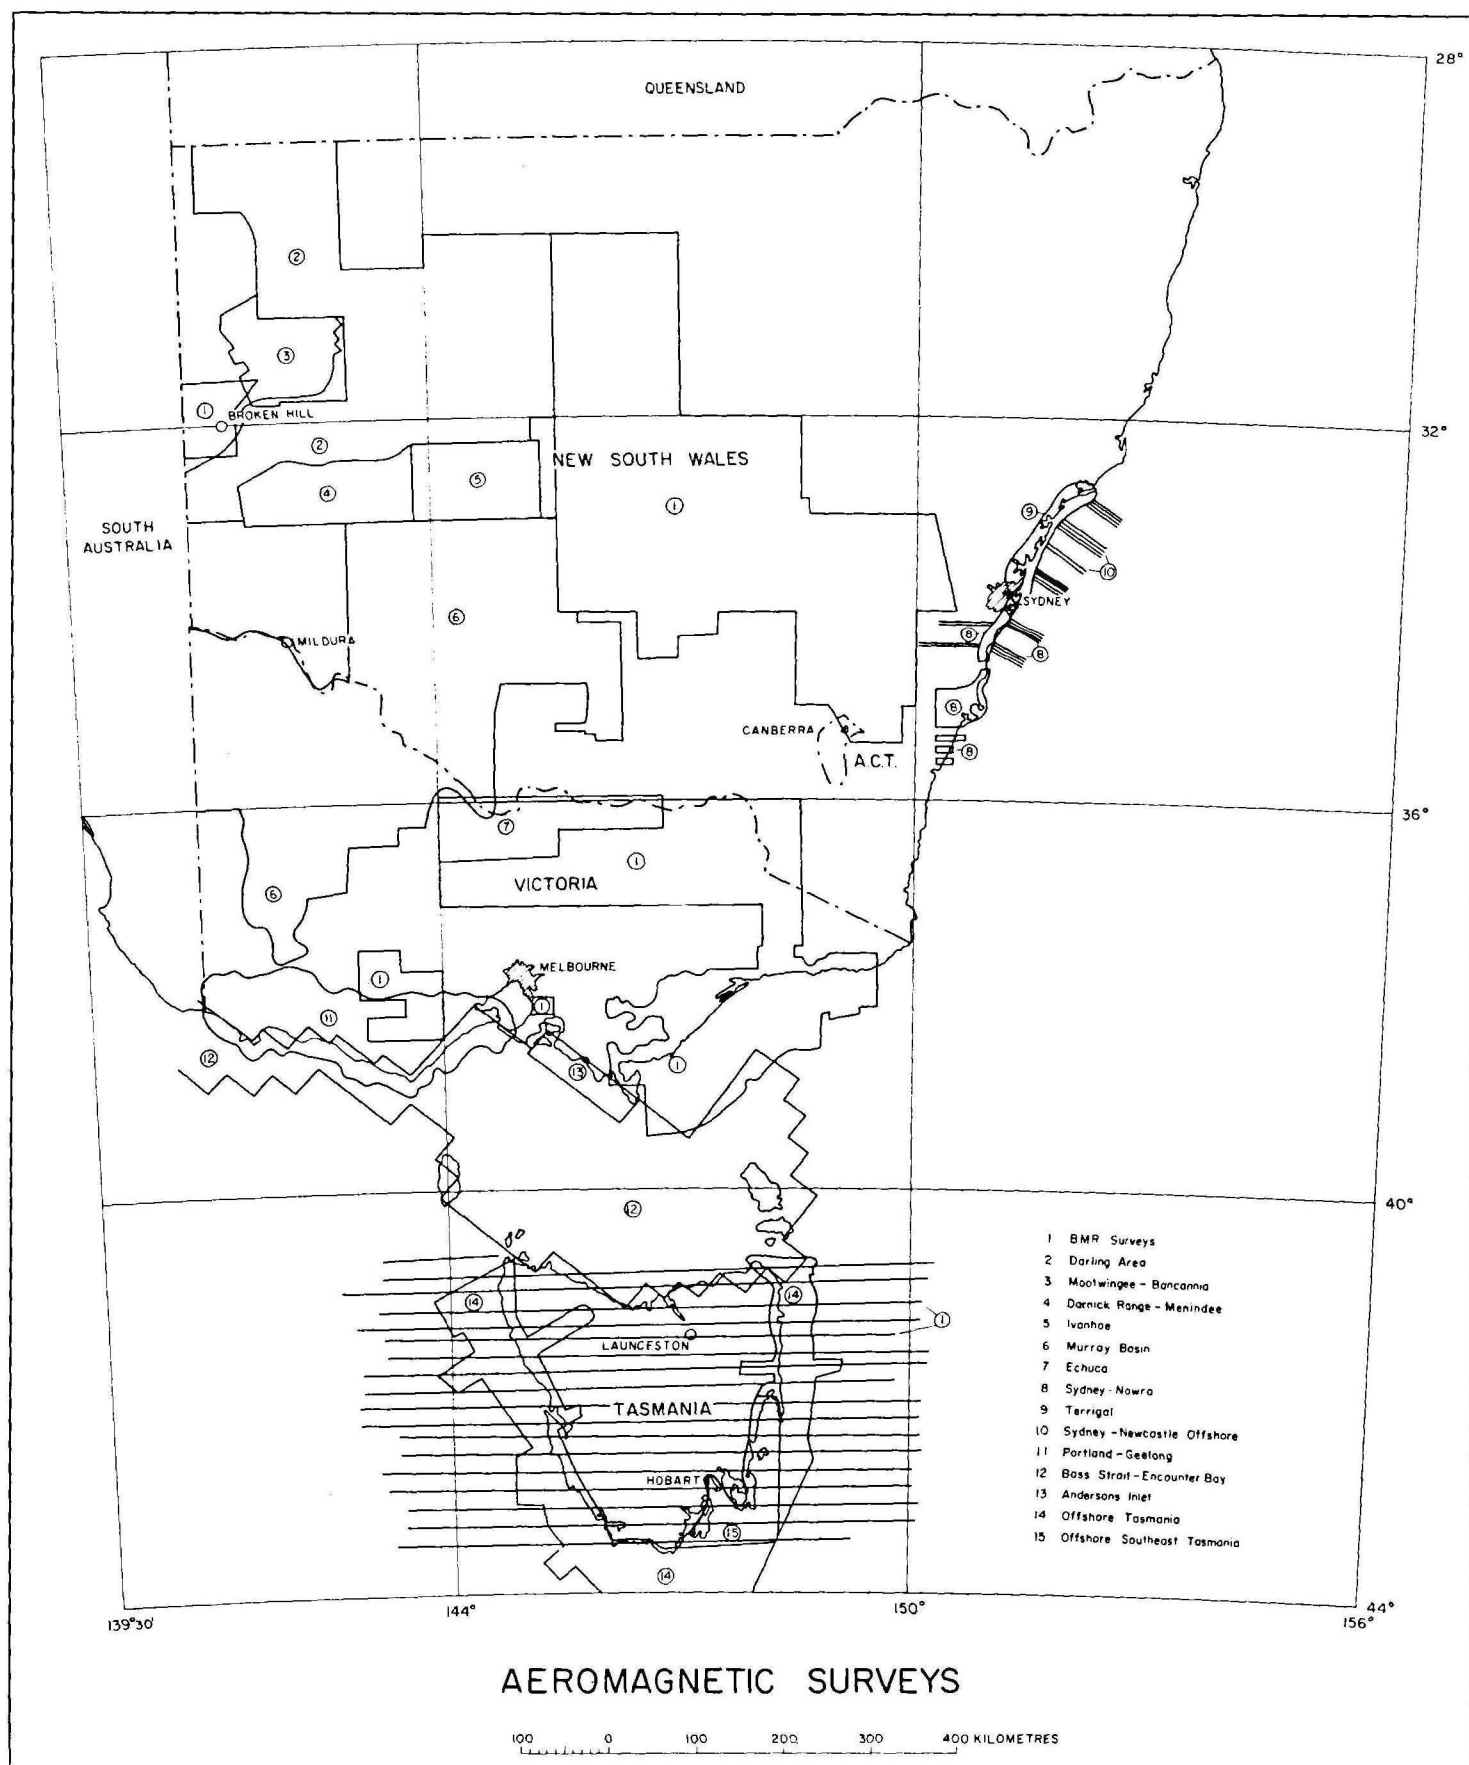 28°
QUEENSLAND
2
3
1
BROKEN HILL
32°
2
NEW SOUTH WALES
4
5
1
9
SOUTH
AUSTRALIA
10
SYDNEY
6
MILDURA
8
8
8
CANBERRA
A.C.T.
8
36°
7
1
VICTORIA
6
MELBOURNE
1
1
11
12
13
1
40°
12
14
14
1
LAUNCESTON
TASMANIA
HOBART
15
14
1 BMR Surveys
2 Darling Area
3 Mootwingee - Bancannia
4 Darnick Range - Menindee
5 Ivanhoe
6 Murray Basin
7 Echuca
8 Sydney - Nowra
9 Terrigal
10 Sydney - Newcastle Offshore
11 Portland - Geelong
12 Bass Strait - Encounter Bay
13 Andersons Inlet
14 Offshore Tasmania
15 Offshore Southeast Tasmania
139°30'
144°
150°
156°
44°
AEROMAGNETIC SURVEYS
100 0 100 200 300 400 KILOMETRES